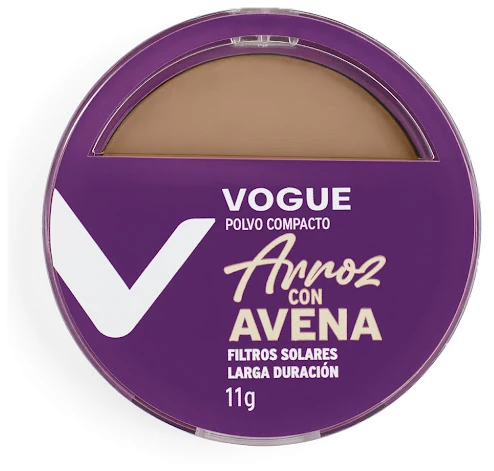 VOGUE
POLVO COMPACTO
Arroz
CON
AVENA
FILTROS SOLARES
LARGA DURACIÓN
11g